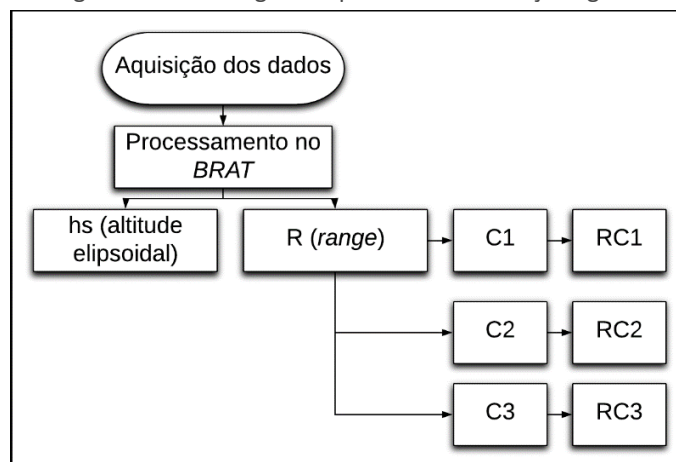 Aquisição dos dados
Processamento no
BRAT
hs (altitude
elipsoidal)
R (range)
C1
RC1
C2
RC2
C3
RC3